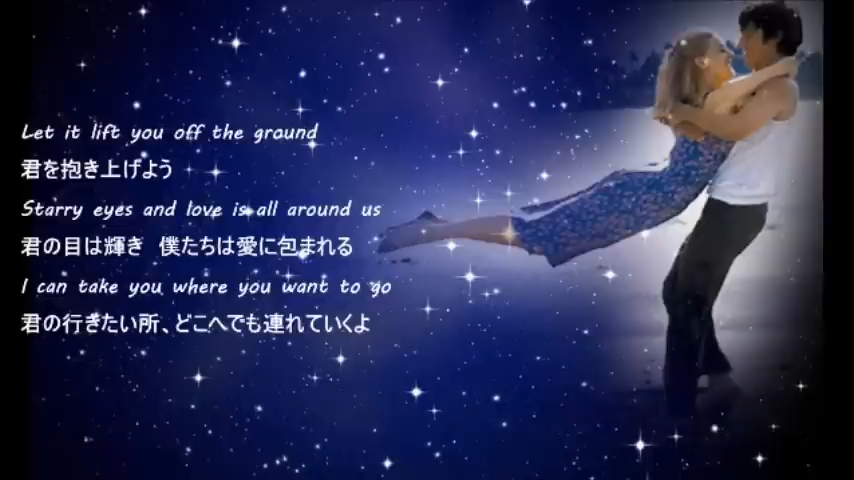 Let it lift you off the ground
君を抱き上げよう
Starry eyes and love is all around us
君の目は輝き　僕たちは愛に包まれる
I can take you where you want to go
君の行きたい所、どこへでも連れていくよ